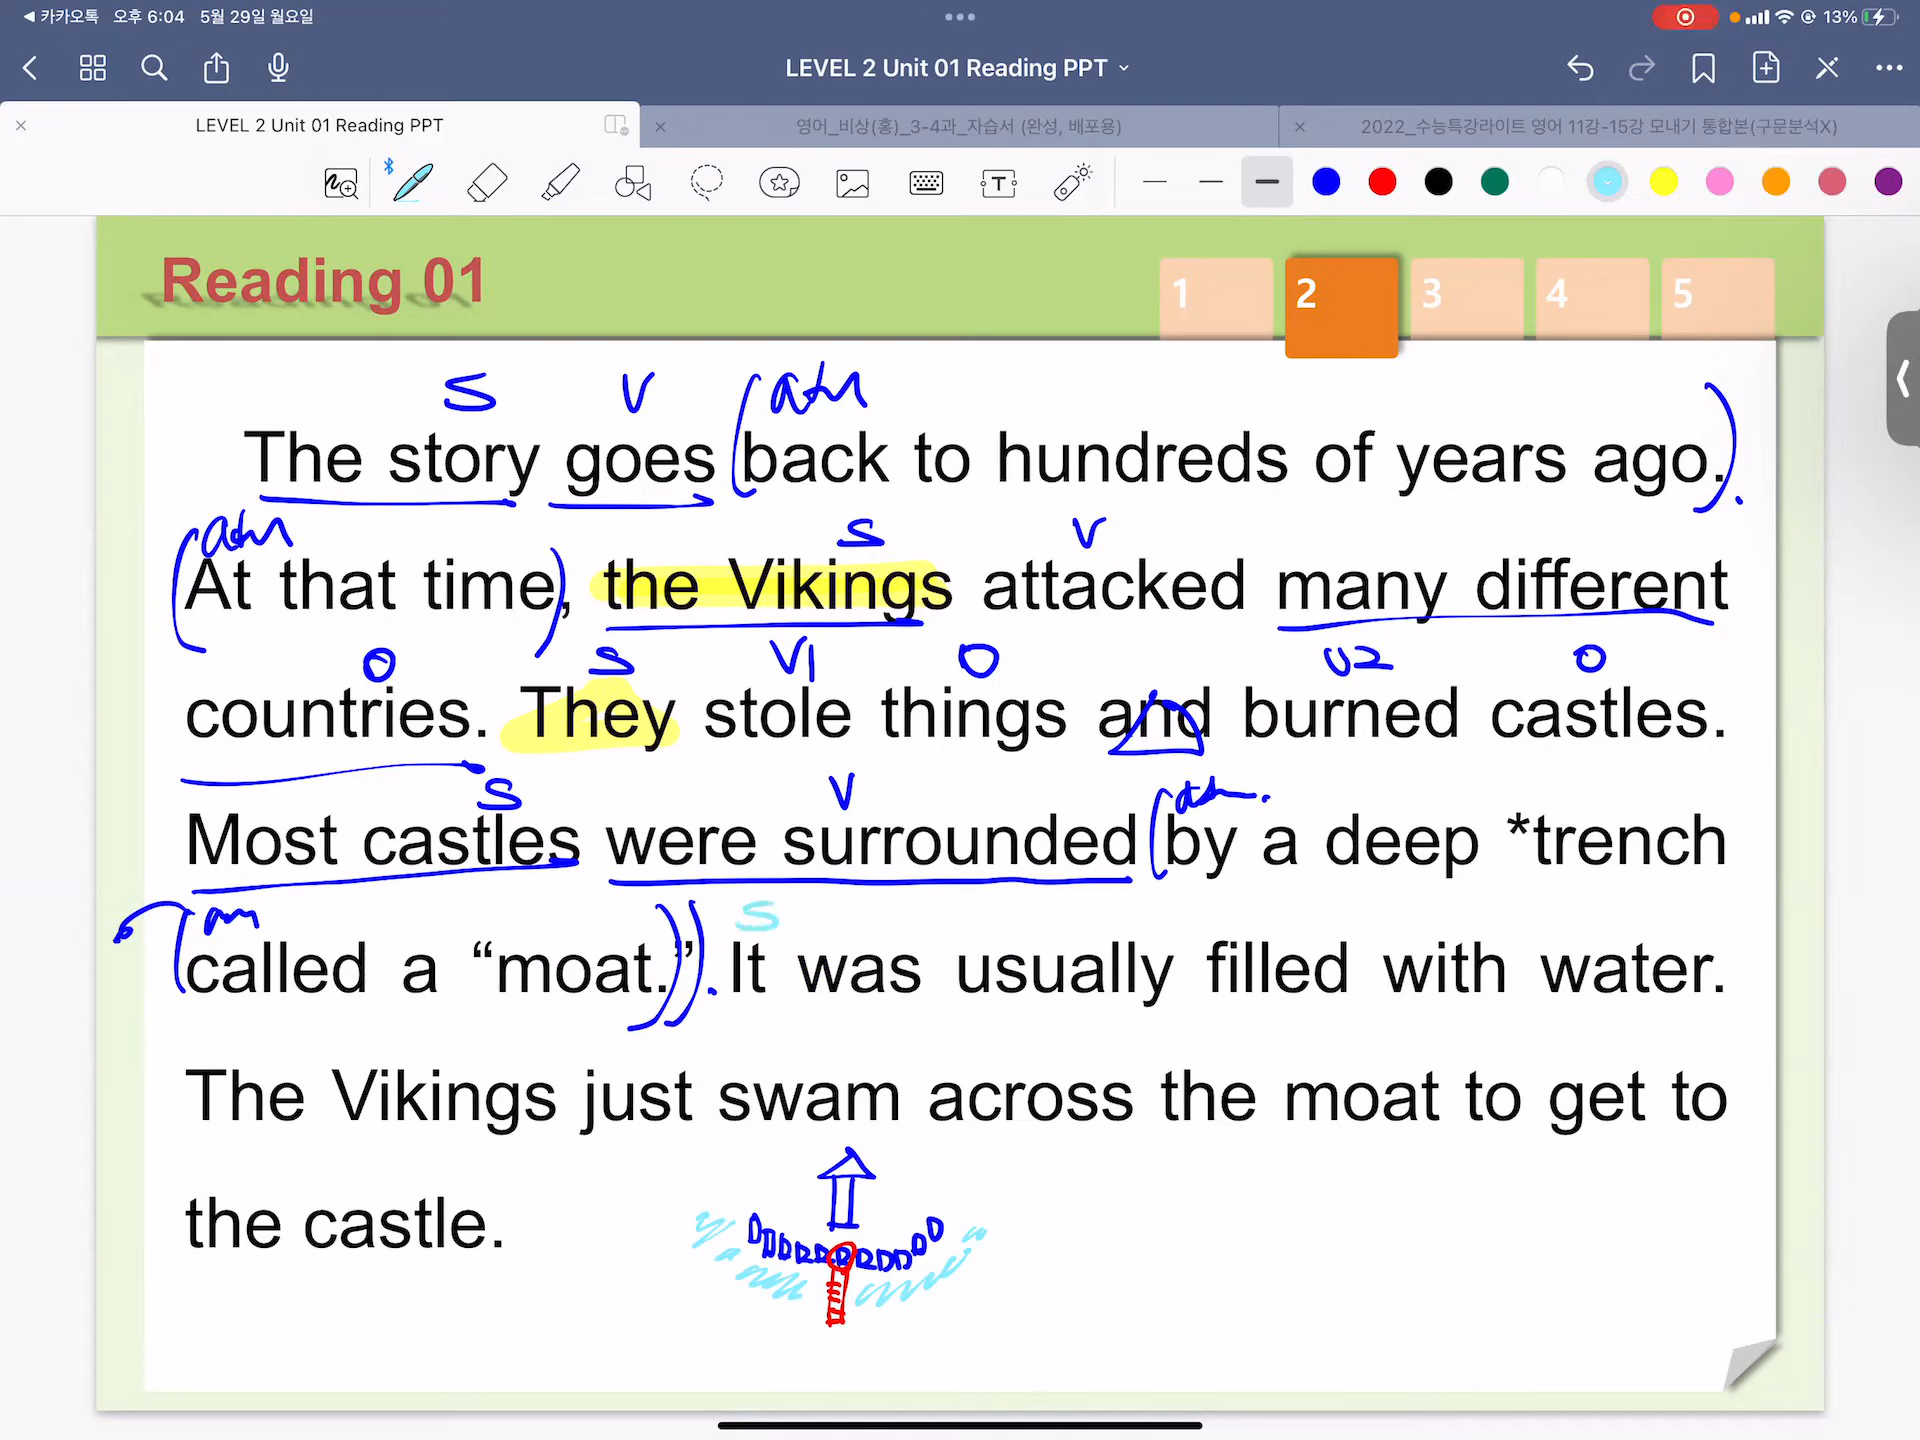 카카오톡 오후 6:04 5월 29일 월요일 13%
LEVEL 2 Unit 01 Reading PPT
LEVEL 2 Unit 01 Reading PPT 영어_비상(홍)_3-4과_자습서 (완성, 배포용) 2022_수능특강라이트 영어 11강-15강 모내기 통합본(구문분석X)
T
Reading 01 1 2 3 4 5
S V
The story goes (back to hundreds of years ago.).
S V
(At that time), the Vikings attacked many different
O S V1 O V2 O
countries. They stole things and burned castles.
S V
Most castles were surrounded (by a deep *trench
S
(called a “moat.”)). It was usually filled with water.
The Vikings just swam across the moat to get to
the castle.